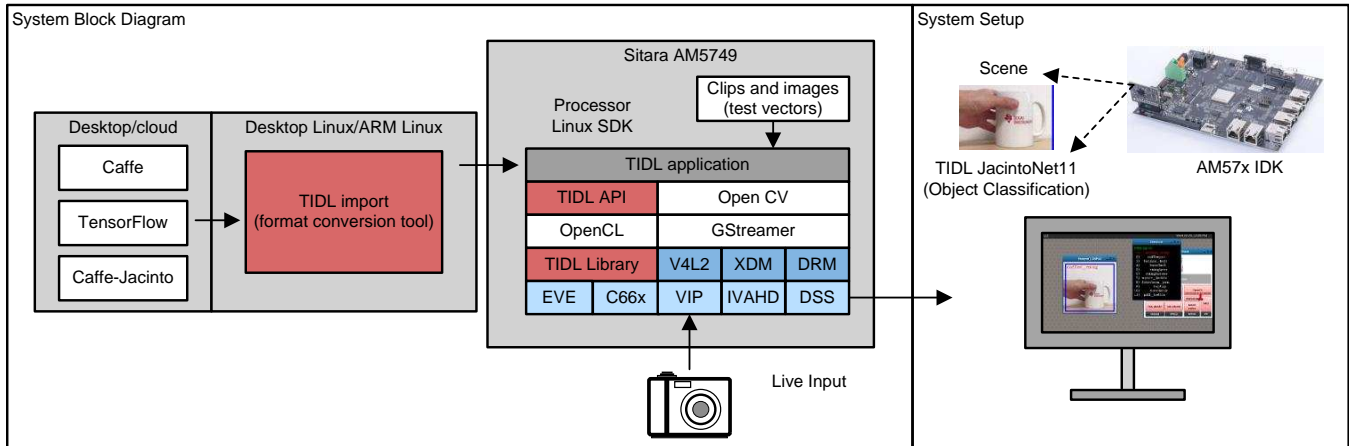 System Block Diagram
System Setup
Sitara AM5749
Processor
Linux SDK
Clips and images
(test vectors)
Desktop/cloud
Desktop Linux/ARM Linux
Caffe
TensorFlow
Caffe-Jacinto
TIDL import
(format conversion tool)
TIDL application
TIDL API
Open CV
OpenCL
GStreamer
TIDL Library
V4L2
XDM
DRM
EVE
C66x
VIP
IVAHD
DSS
Live Input
Scene
TIDL JacintoNet11
(Object Classification)
AM57x IDK